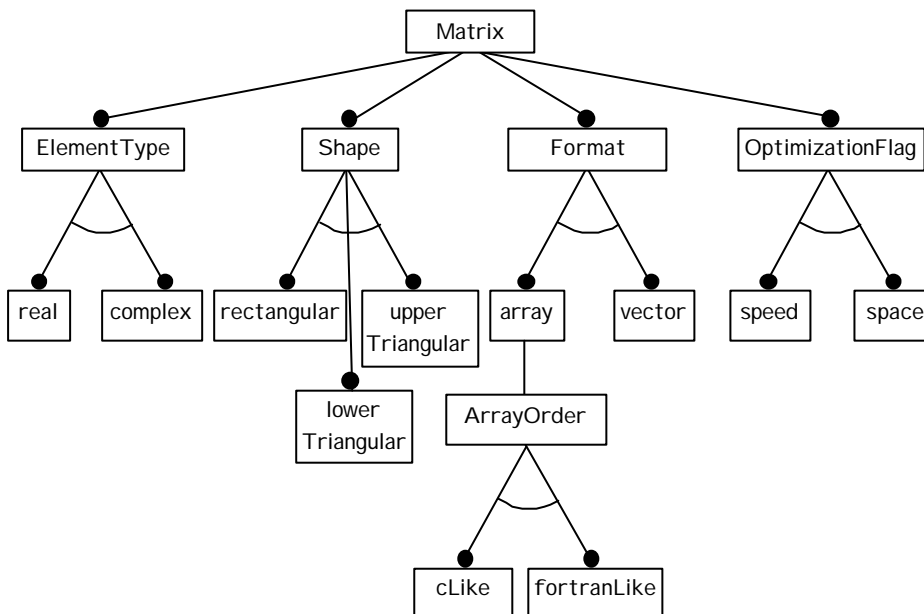 Matrix
ElementType
Shape
Format
OptimizationFlag
real
complex
rectangular
upper
Triangular
array
vector
speed
space
lower
Triangular
ArrayOrder
cLike
fortranLike